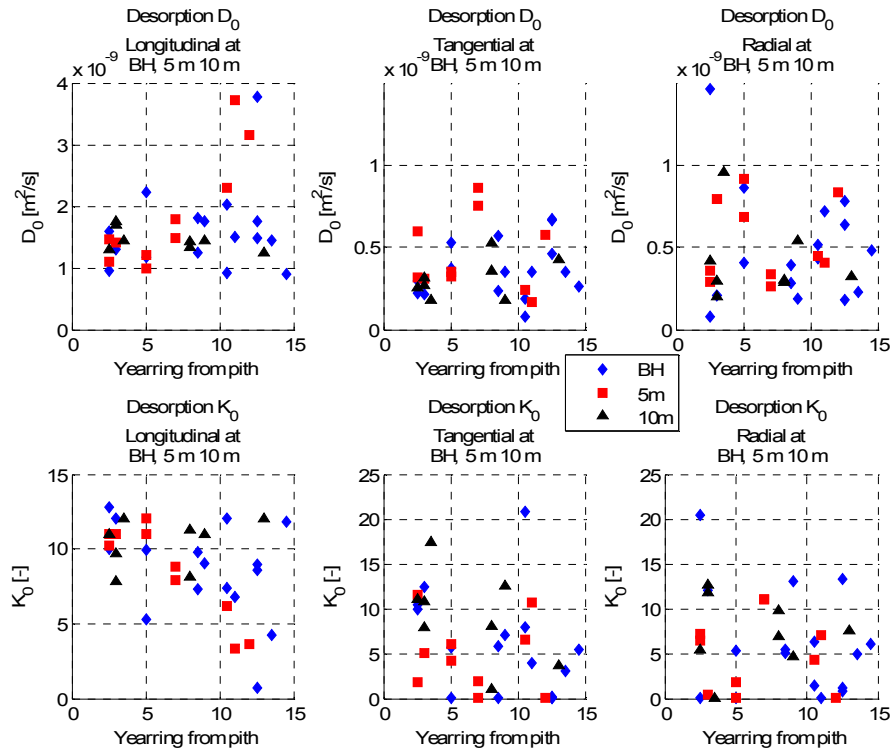 Desorption D0
Longitudinal at
BH, 5 m 10 m
x 10^-9
4
3
2
1
0
D0 [m2/s]
0 5 10 15
Yearring from pith
Desorption D0
Tangential at
BH, 5 m 10 m
x 10^-9
1
0.5
0
D0 [m2/s]
0 5 10 15
Yearring from pith
Desorption D0
Radial at
BH, 5 m 10 m
x 10^-9
1
0.5
0
D0 [m2/s]
0 5 10 15
Yearring from pith
BH
5m
10m
Desorption K0
Longitudinal at
BH, 5 m 10 m
15
10
5
0
K0 [-]
0 5 10 15
Yearring from pith
Desorption K0
Tangential at
BH, 5 m 10 m
25
20
15
10
5
0
K0 [-]
0 5 10 15
Yearring from pith
Desorption K0
Radial at
BH, 5 m 10 m
25
20
15
10
5
0
K0 [-]
0 5 10 15
Yearring from pith